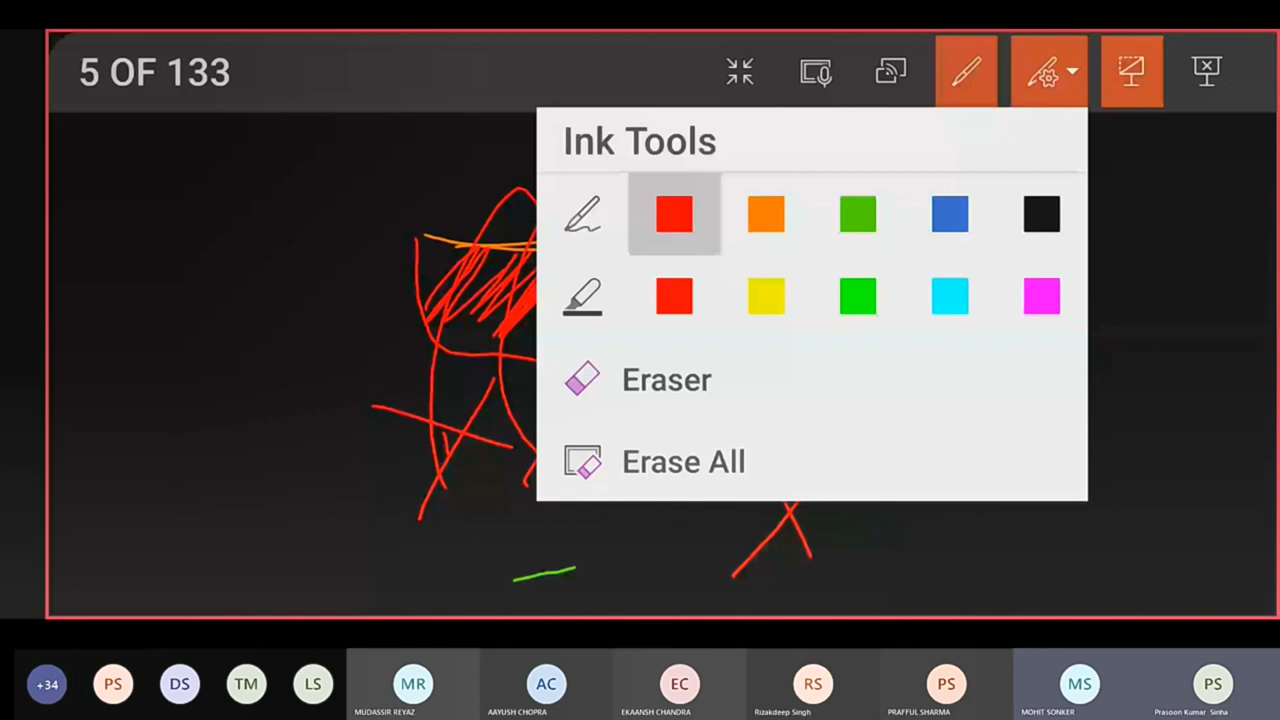 5 OF 133
Ink Tools
Eraser
Erase All
+34 PS DS TM LS MR AC EC RS PS MS PS
MUDASSIR REYAZ AAYUSH CHOPRA EKAANSH CHANDRA Rizakdeep Singh PRAFFUL SHARMA MOHIT SONKER Prasoon Kumar Sinha